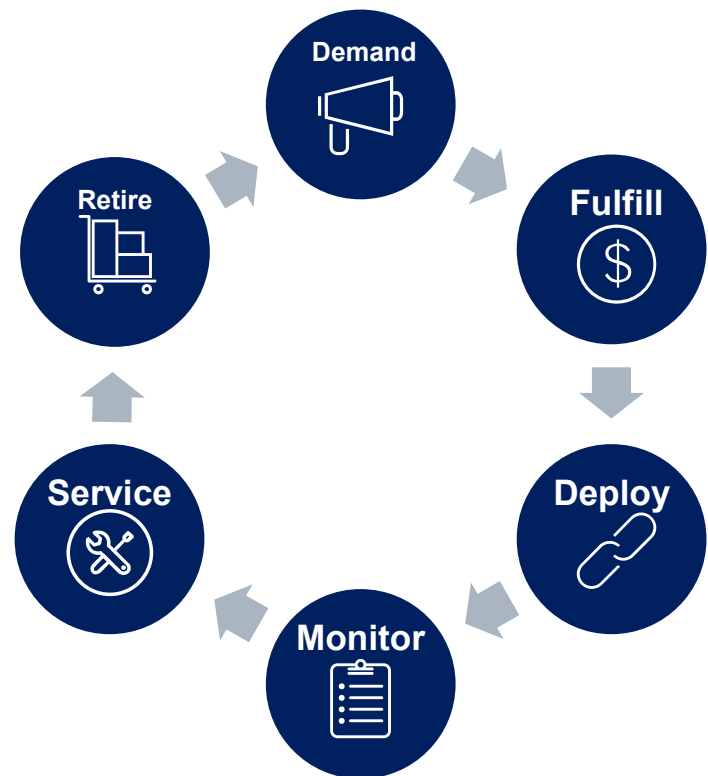 Demand
Fulfill
$
Deploy
Monitor
Service
Retire